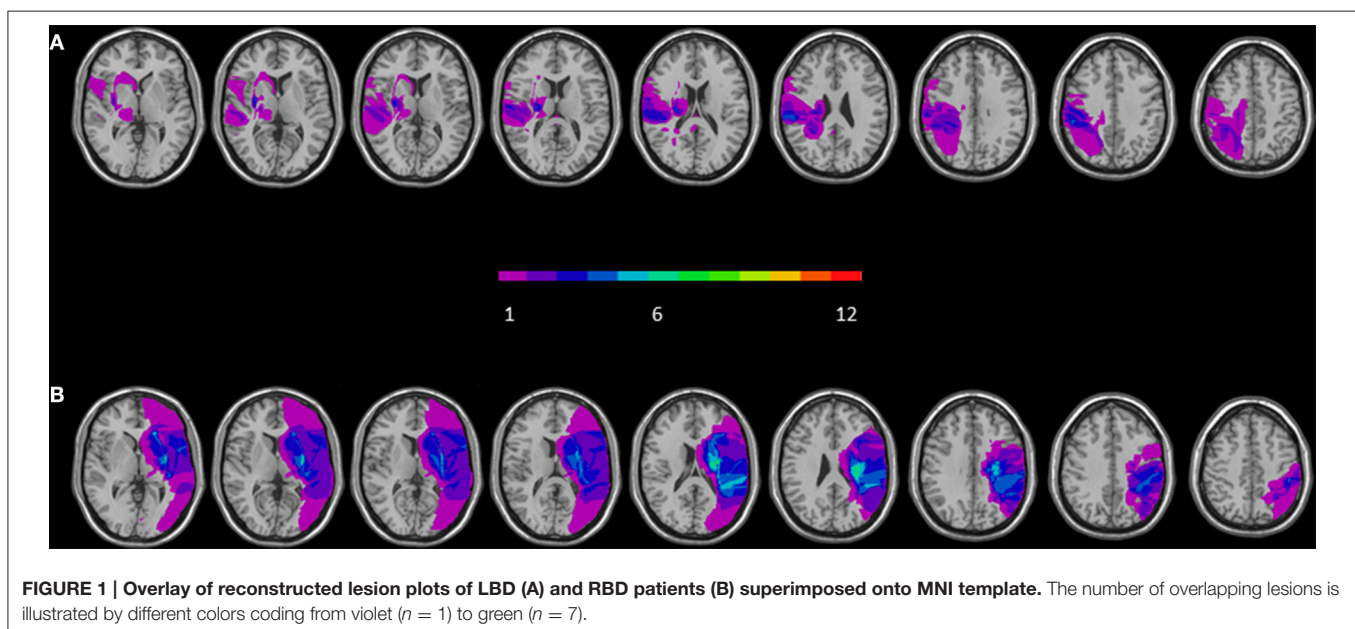 A
1 6 12
B
FIGURE 1 | Overlay of reconstructed lesion plots of LBD (A) and RBD patients (B) superimposed onto MNI template. The number of overlapping lesions is
illustrated by different colors coding from violet (n = 1) to green (n = 7).